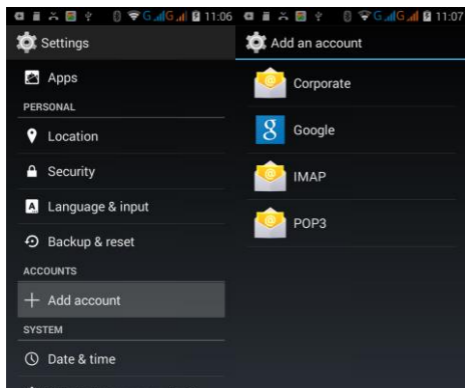 G G 11:06
Settings
Apps
PERSONAL
Location
Security
Language & input
Backup & reset
ACCOUNTS
Add account
SYSTEM
Date & time
G G 11:07
Add an account
Corporate
Google
IMAP
POP3